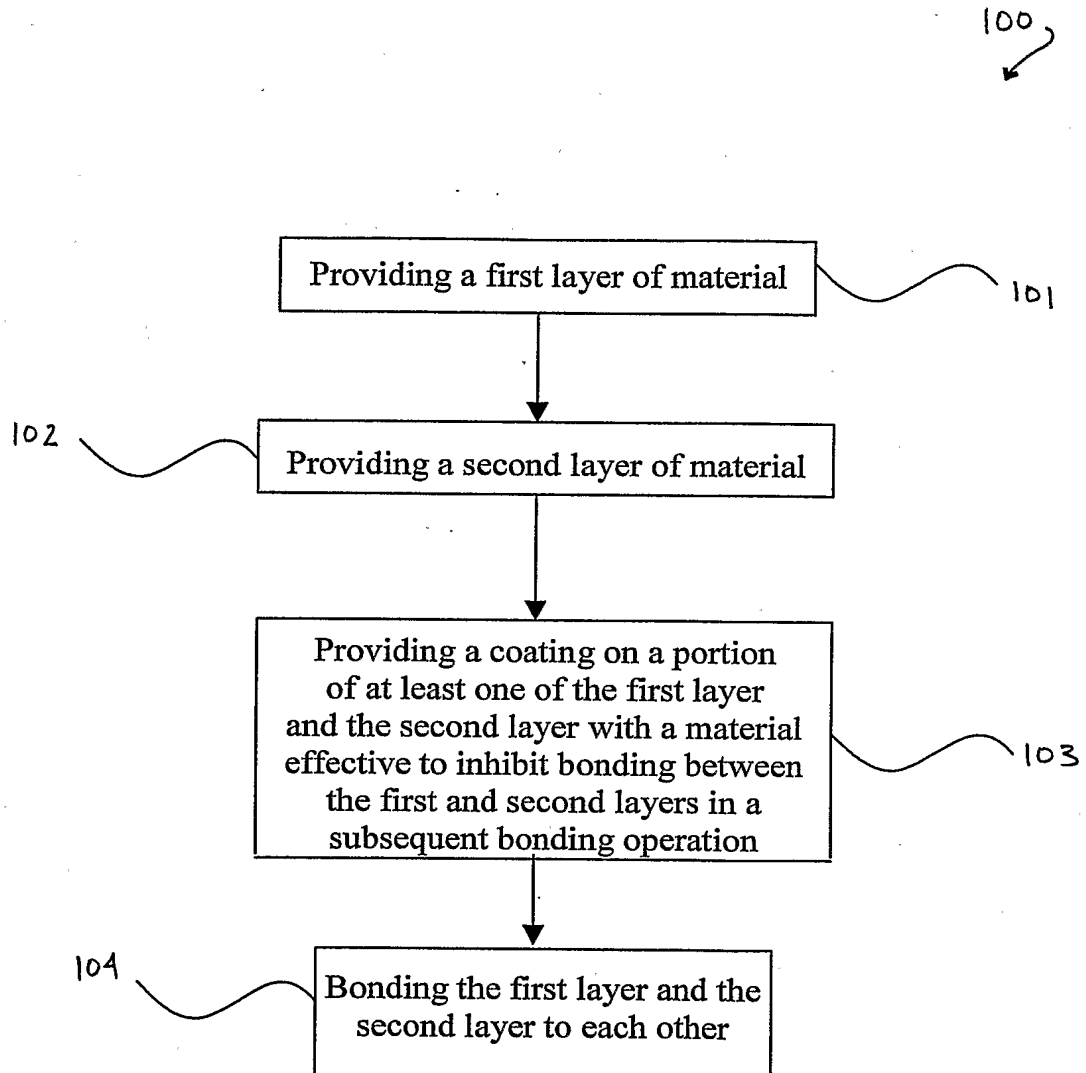 100
Providing a first layer of material
101
102
Providing a second layer of material
Providing a coating on a portion
of at least one of the first layer
and the second layer with a material
effective to inhibit bonding between
the first and second layers in a
subsequent bonding operation
103
104
Bonding the first layer and the
second layer to each other